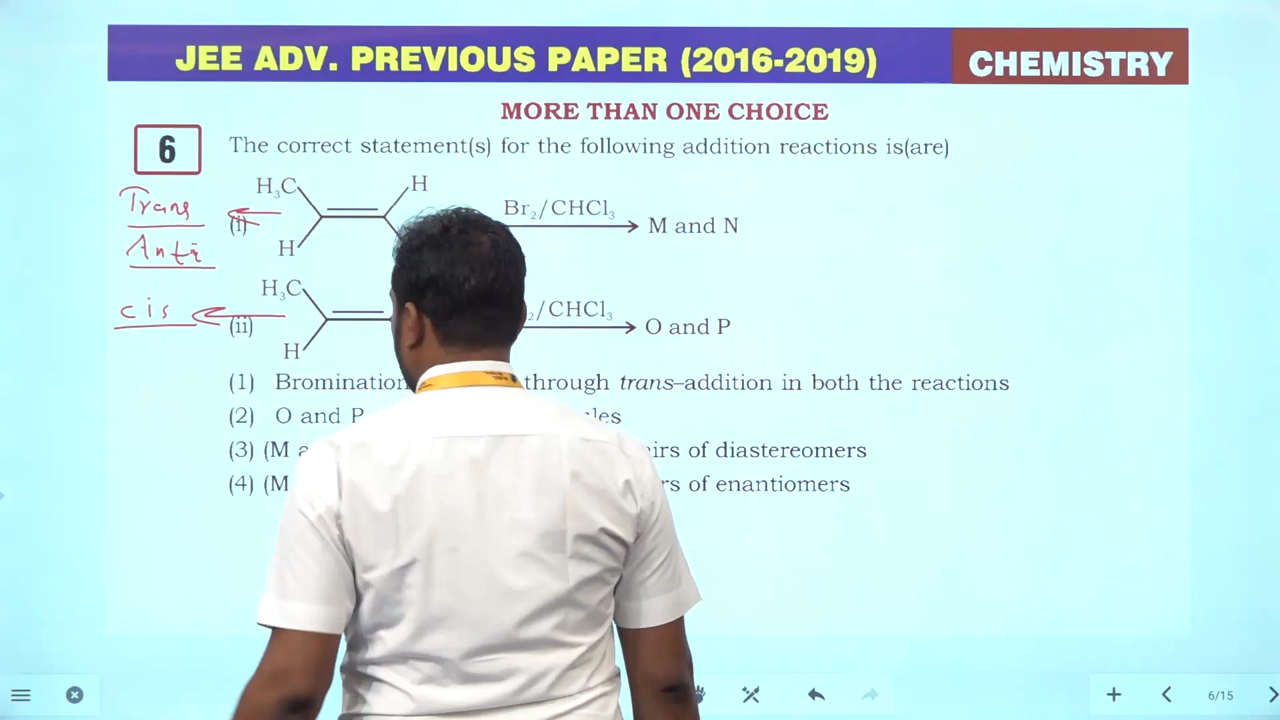 JEE ADV. PREVIOUS PAPER (2016-2019)
CHEMISTRY
MORE THAN ONE CHOICE
6
The correct statement(s) for the following addition reactions is(are)
Trans
Anti
(i)
H₃C
H
H
Br₂/CHCl₃
M and N
cis
(ii)
H₃C
H
₂/CHCl₃
O and P
(1) Bromination through trans–addition in both the reactions
(2) O and P
(3) (M of diastereomers
(4) (M of enantiomers
6/15